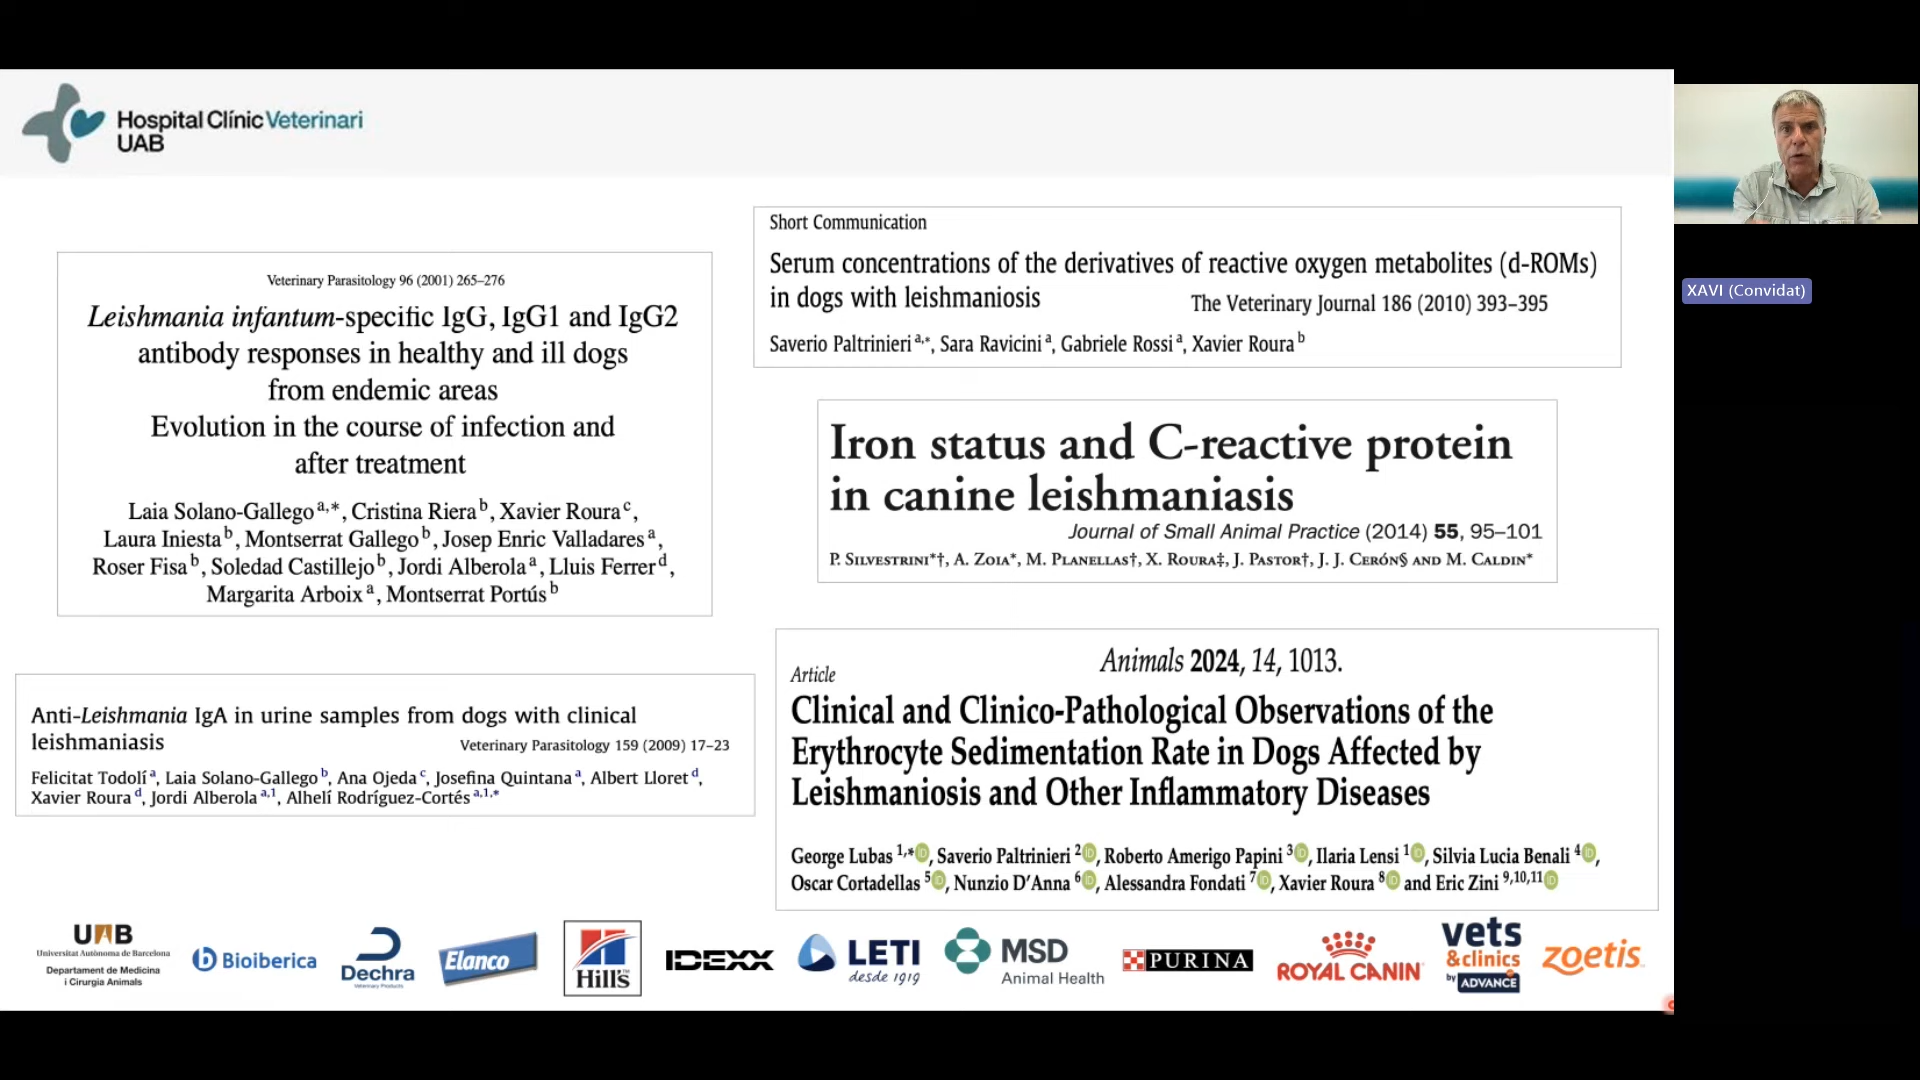 Hospital Clínic Veterinari
UAB
Veterinary Parasitology 96 (2001) 265–276
Leishmania infantum-specific IgG, IgG1 and IgG2
antibody responses in healthy and ill dogs
from endemic areas
Evolution in the course of infection and
after treatment
Laia Solano-Gallego a,*, Cristina Riera b, Xavier Roura c,
Laura Iniesta b, Montserrat Gallego b, Josep Enric Valladares a,
Roser Fisa b, Soledad Castillejo b, Jordi Alberola a, Lluis Ferrer d,
Margarita Arboix a, Montserrat Portús b
Anti-Leishmania IgA in urine samples from dogs with clinical
leishmaniasis
Veterinary Parasitology 159 (2009) 17–23
Felicitat Todolí a, Laia Solano-Gallego b, Ana Ojeda c, Josefina Quintana a, Albert Lloret d,
Xavier Roura d, Jordi Alberola a,1, Alhelí Rodríguez-Cortés a,1,*
Short Communication
Serum concentrations of the derivatives of reactive oxygen metabolites (d-ROMs)
in dogs with leishmaniosis
The Veterinary Journal 186 (2010) 393–395
Saverio Paltrinieri a,*, Sara Ravicini a, Gabriele Rossi a, Xavier Roura b
Iron status and C-reactive protein
in canine leishmaniasis
Journal of Small Animal Practice (2014) 55, 95–101
P. Silvestrini*†, A. Zoia*, M. Planellas†, X. Roura‡, J. Pastor†, J. J. Cerón§ and M. Caldin*
Animals 2024, 14, 1013.
Article
Clinical and Clinico-Pathological Observations of the
Erythrocyte Sedimentation Rate in Dogs Affected by
Leishmaniosis and Other Inflammatory Diseases
George Lubas 1,*, Saverio Paltrinieri 2, Roberto Amerigo Papini 3, Ilaria Lensi 1, Silvia Lucia Benali 4,
Oscar Cortadellas 5, Nunzio D'Anna 6, Alessandra Fondati 7, Xavier Roura 8 and Eric Zini 9,10,11
UAB
Universitat Autònoma de Barcelona
Departament de Medicina
i Cirurgia Animals
Bioiberica
Dechra
Veterinary Products
Elanco
Hill's
IDEXX
LETI
desde 1919
MSD
Animal Health
PURINA
ROYAL CANIN
vets
&clinics
by ADVANCE
zoetis
XAVI (Convidat)